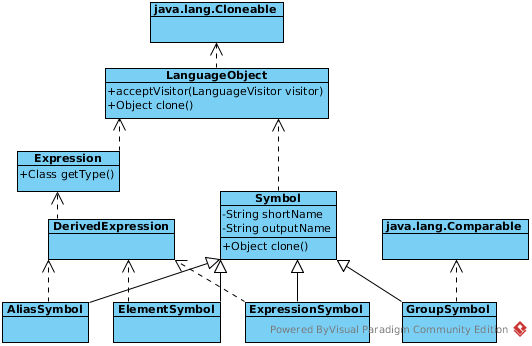 java.lang.Cloneable
LanguageObject
+acceptVisitor(LanguageVisitor visitor)
+Object clone()
Expression
+Class getType()
Symbol
-String shortName
-String outputName
+Object clone()
DerivedExpression
java.lang.Comparable
AliasSymbol
ElementSymbol
ExpressionSymbol
GroupSymbol
Powered ByVisual Paradigm Community Edition